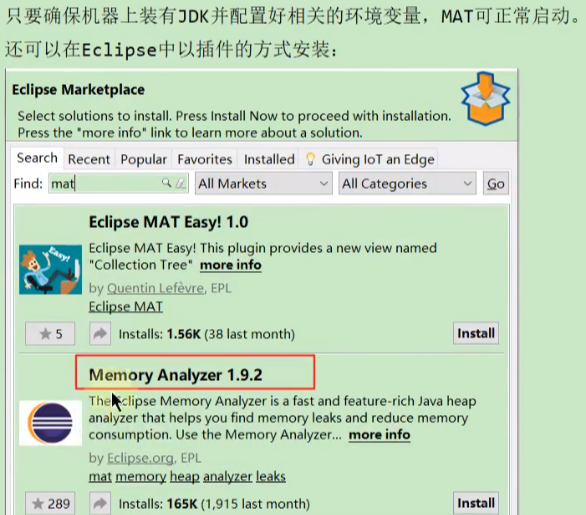 只要确保机器上装有JDK并配置好相关的环境变量，MAT可正常启动。
还可以在Eclipse中以插件的方式安装：
Eclipse Marketplace
Select solutions to install. Press Install Now to proceed with installation.
Press the "more info" link to learn more about a solution.
Search Recent Popular Favorites Installed Giving IoT an Edge
Find: mat All Markets All Categories Go
Eclipse MAT Easy! 1.0
Easy!
Eclipse MAT Easy! This plugin provides a new view named
"Collection Tree" more info
by Quentin Lefèvre, EPL
Eclipse MAT
5 Installs: 1.56K (38 last month) Install
Memory Analyzer 1.9.2
The Eclipse Memory Analyzer is a fast and feature-rich Java heap
analyzer that helps you find memory leaks and reduce memory
consumption. Use the Memory Analyzer... more info
by Eclipse.org, EPL
mat memory heap analyzer leaks
289 Installs: 165K (1,915 last month) Install